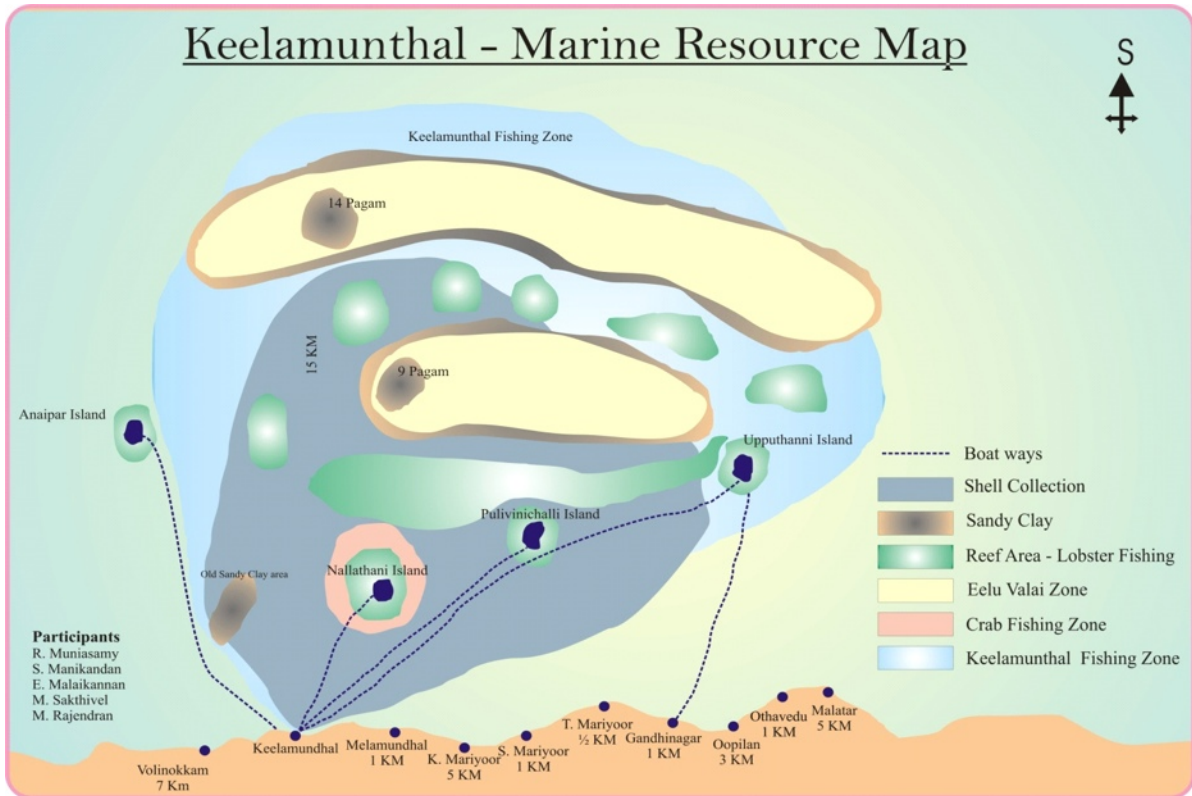 Keelamunthal - Marine Resource Map
S
Keelamunthal Fishing Zone
14 Pagam
15 KM
9 Pagam
Anaipar Island
Upputhanni Island
Pulivinichalli Island
Nallathani Island
Old Sandy Clay area
Boat ways
Shell Collection
Sandy Clay
Reef Area - Lobster Fishing
Eelu Valai Zone
Crab Fishing Zone
Keelamunthal Fishing Zone
Participants
R. Muniasamy
S. Manikandan
E. Malaikannan
M. Sakthivel
M. Rajendran
Volinokkam
7 Km
Keelamundhal
Melamundhal
1 KM
K. Mariyoor
5 KM
S. Mariyoor
1 KM
T. Mariyoor
½ KM
Gandhinagar
1 KM
Oopilan
3 KM
Othavedu
1 KM
Malatar
5 KM